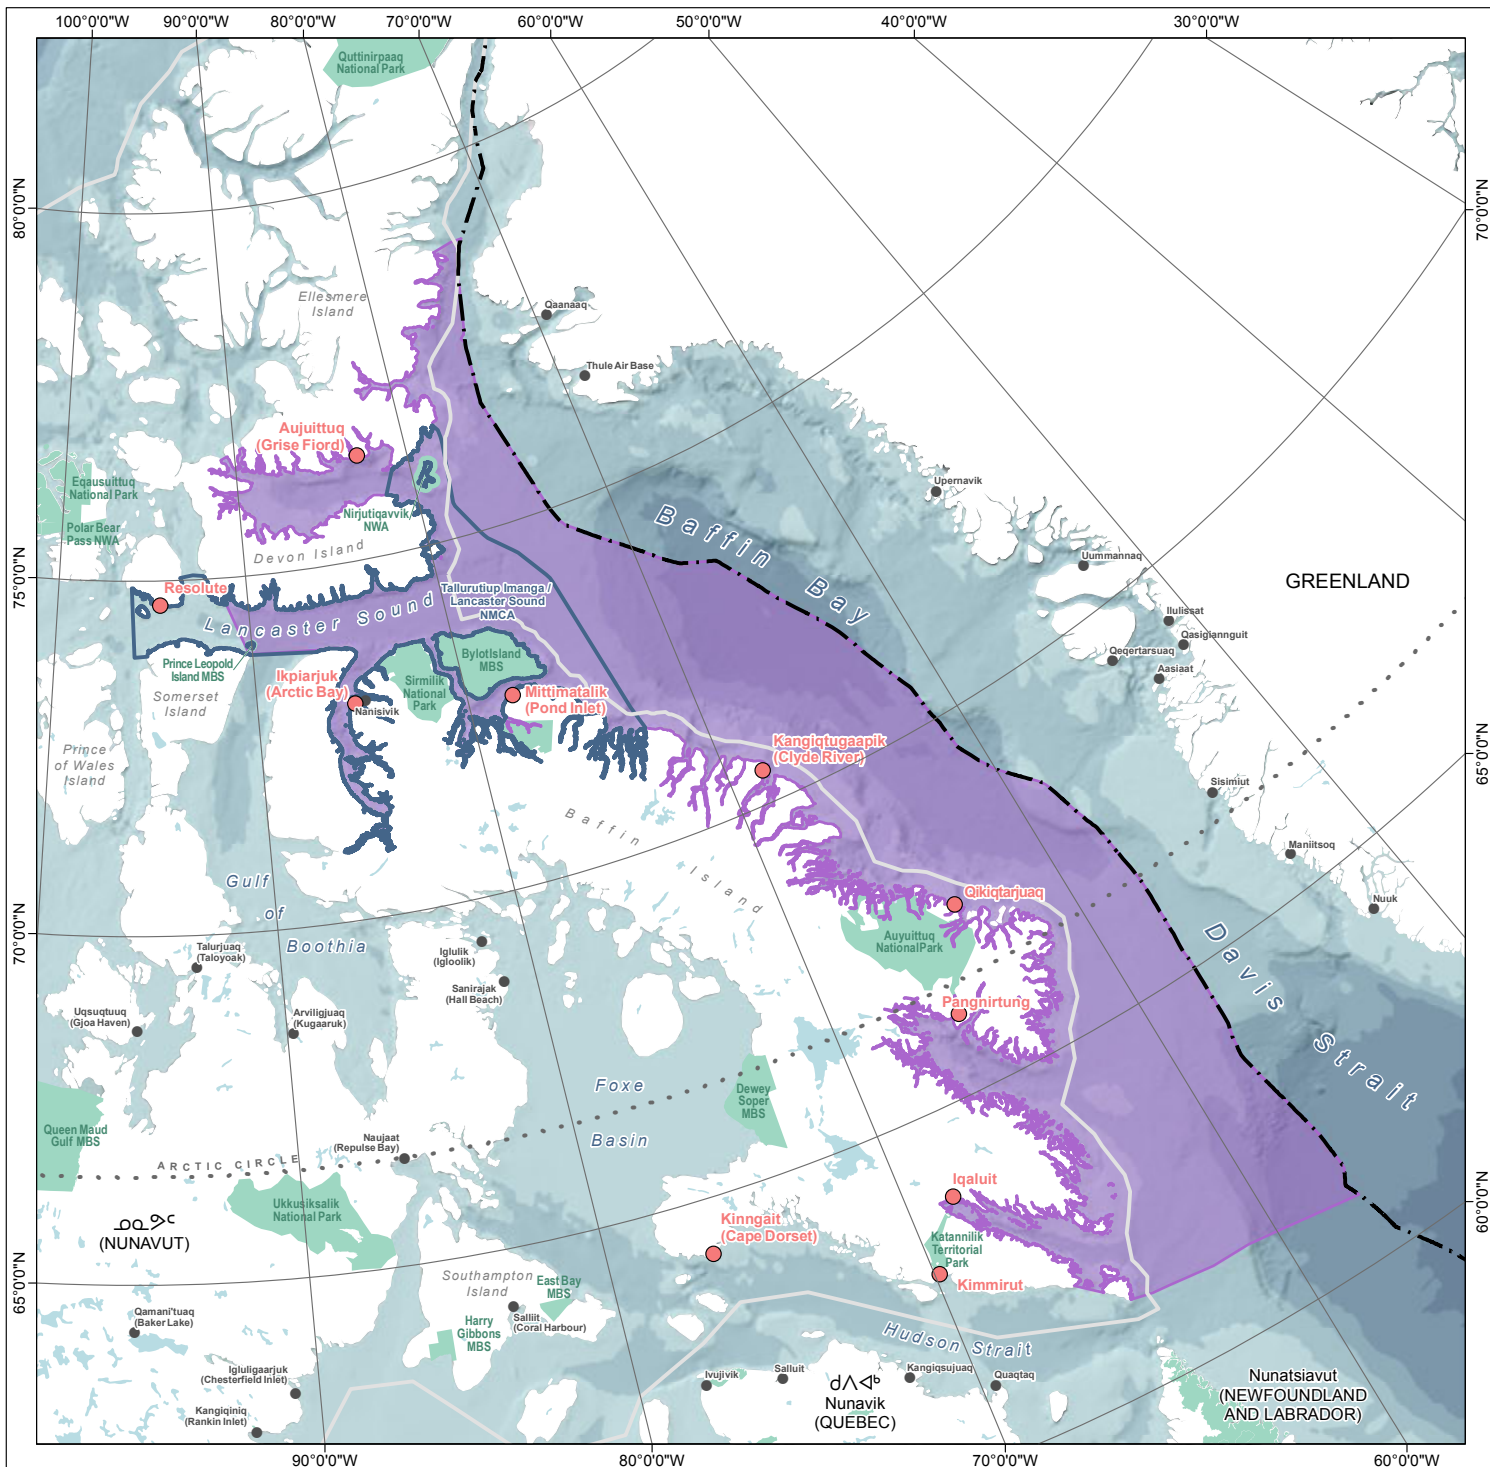 100°0'0"W
90°0'0"W
80°0'0"W
70°0'0"W
60°0'0"W
50°0'0"W
40°0'0"W
30°0'0"W
Quttinirpaaq
National Park
80°0'0"N
70°0'0"N
Ellesmere
Island
Qaanaaq
Thule Air Base
Aujuittuq
(Grise Fiord)
Eqausuittuq
National Park
Polar Bear
Pass NWA
Nirjutiqavvik
NWA
Devon Island
Upernavik
Baffin Bay
Uummannaq
GREENLAND
75°0'0"N
Resolute
Lancaster Sound
Tallurutiup Imanga /
Lancaster Sound
NMCA
Ilulissat
Qasigiannguit
Qeqertarsuaq
Aasiaat
Prince Leopold
Island MBS
Somerset
Island
Ikpiarjuk
(Arctic Bay)
Nanisivik
Sirmilik
National
Park
BylotIsland
MBS
Mittimatalik
(Pond Inlet)
Prince
of Wales
Island
Kangiqtugaapik
(Clyde River)
65°0'0"N
Sisimiut
Baffin Island
Maniitsoq
Nuuk
Gulf
of
Boothia
Qikiqtarjuaq
Auyuittuq
NationalPark
70°0'0"N
Talurjuaq
(Taloyoak)
Iglulik
(Igloolik)
Sanirajak
(Hall Beach)
Davis Strait
Uqsuqtuuq
(Gjoa Haven)
Arviligjuaq
(Kugaaruk)
Pangnirtung
Foxe
Basin
Dewey
Soper
MBS
Queen Maud
Gulf MBS
Naujaat
(Repulse Bay)
ARCTIC CIRCLE
Ukkusiksalik
National Park
Iqaluit
60°0'0"N
ᓄᓇᕗᑦ
(NUNAVUT)
Kinngait
(Cape Dorset)
Katannilik
Territorial
Park
Kimmirut
65°0'0"N
Southampton
Island
East Bay
MBS
Salliit
(Coral Harbour)
Harry
Gibbons
MBS
Qamani'tuaq
(Baker Lake)
Hudson Strait
Igluligaarjuk
(Chesterfield Inlet)
Kangiqiniq
(Rankin Inlet)
Ivujivik
Salluit
Kangiqsujuaq
Quaqtaq
ᑯᐱᐊᒃ
Nunavik
(QUEBEC)
Nunatsiavut
(NEWFOUNDLAND
AND LABRADOR)
90°0'0"W
80°0'0"W
70°0'0"W
60°0'0"W